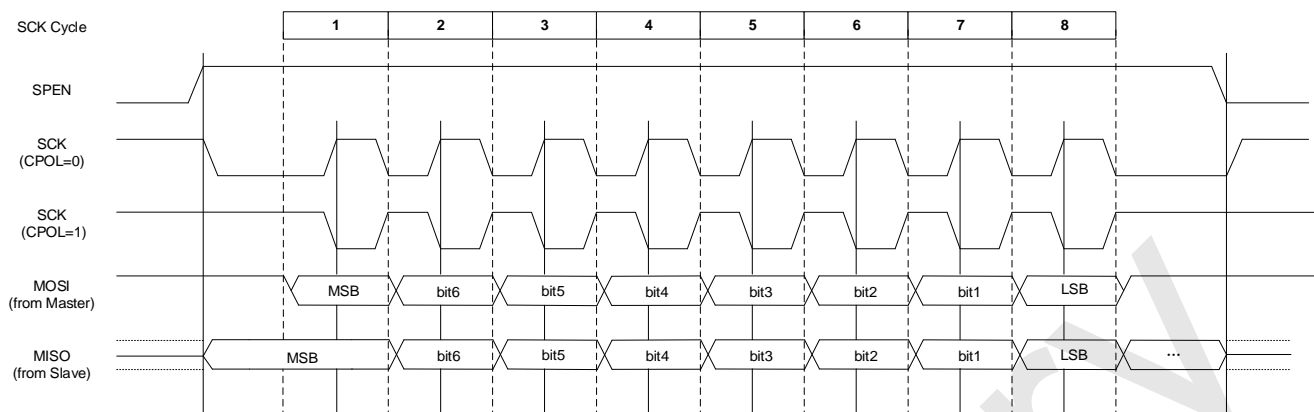 SCK Cycle 1 2 3 4 5 6 7 8
SPEN
SCK
(CPOL=0)
SCK
(CPOL=1)
MOSI
(from Master)
MSB bit6 bit5 bit4 bit3 bit2 bit1 LSB
MISO
(from Slave)
MSB bit6 bit5 bit4 bit3 bit2 bit1 LSB ...